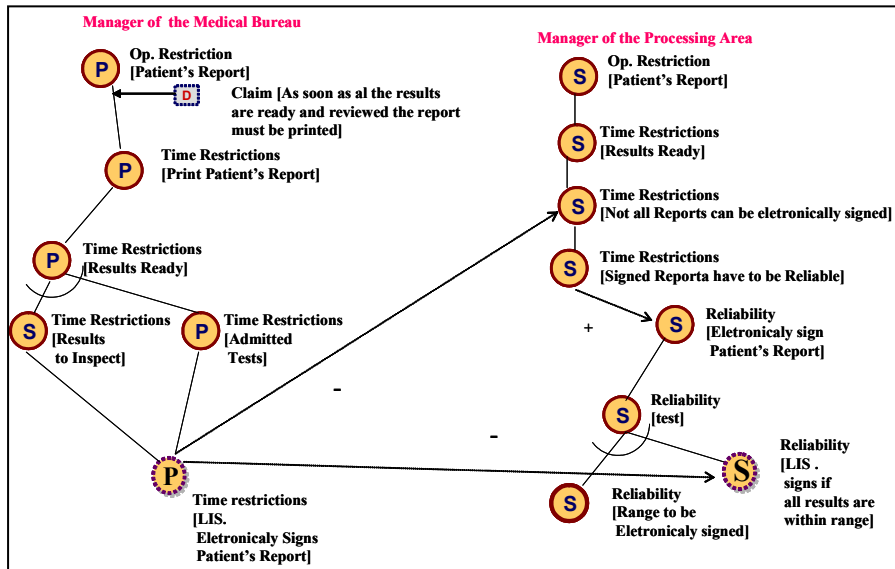 Manager of the Medical Bureau
P
Op. Restriction
[Patient's Report]
D
Claim [As soon as al the results
are ready and reviewed the report
must be printed]
P
Time Restrictions
[Print Patient's Report]
P
Time Restrictions
[Results Ready]
S
Time Restrictions
[Results
to Inspect]
P
Time Restrictions
[Admitted
Tests]
P
Time restrictions
[LIS.
Eletronicaly Signs
Patient's Report]
-
-
Manager of the Processing Area
S
Op. Restriction
[Patient's Report]
S
Time Restrictions
[Results Ready]
S
Time Restrictions
[Not all Reports can be eletronically signed]
S
Time Restrictions
[Signed Reporta have to be Reliable]
+
S
Reliability
[Eletronicaly sign
Patient's Report]
S
Reliability
[test]
S
Reliability
[Range to be
Eletronicaly signed]
S
Reliability
[LIS .
signs if
all results are
within range]